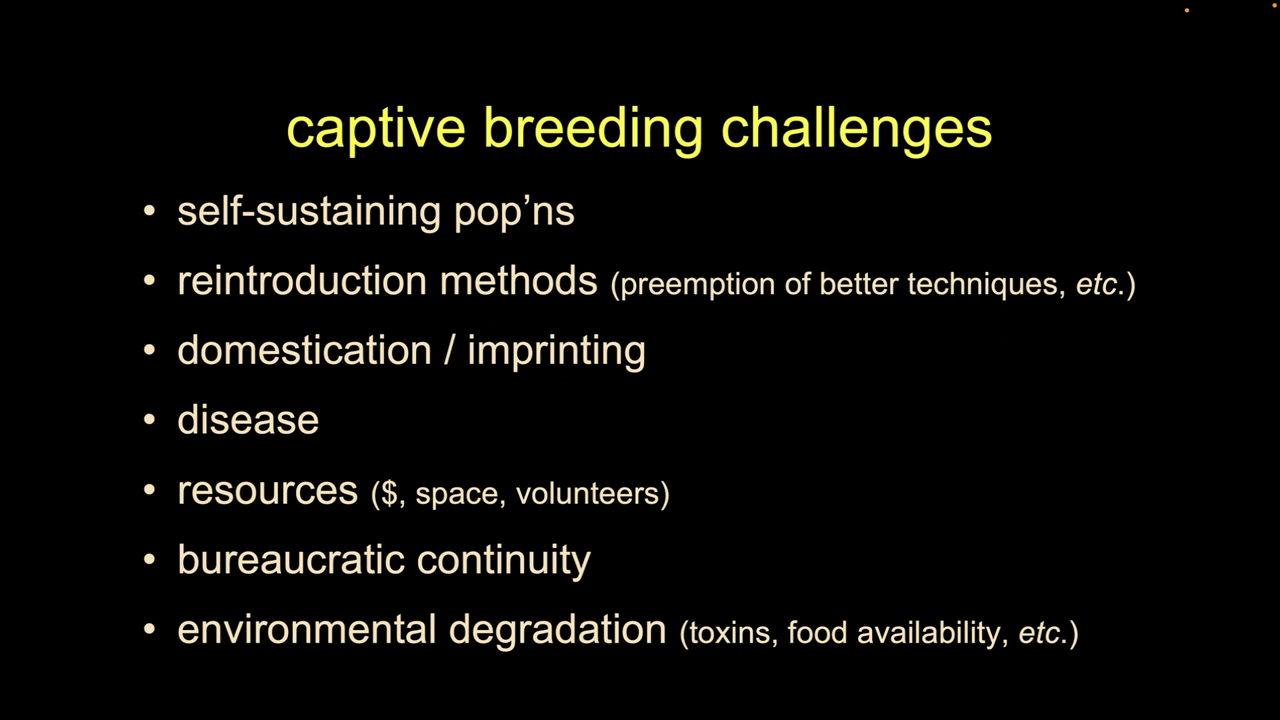 captive breeding challenges
• self-sustaining pop’ns
• reintroduction methods (preemption of better techniques, etc.)
• domestication / imprinting
• disease
• resources ($, space, volunteers)
• bureaucratic continuity
• environmental degradation (toxins, food availability, etc.)